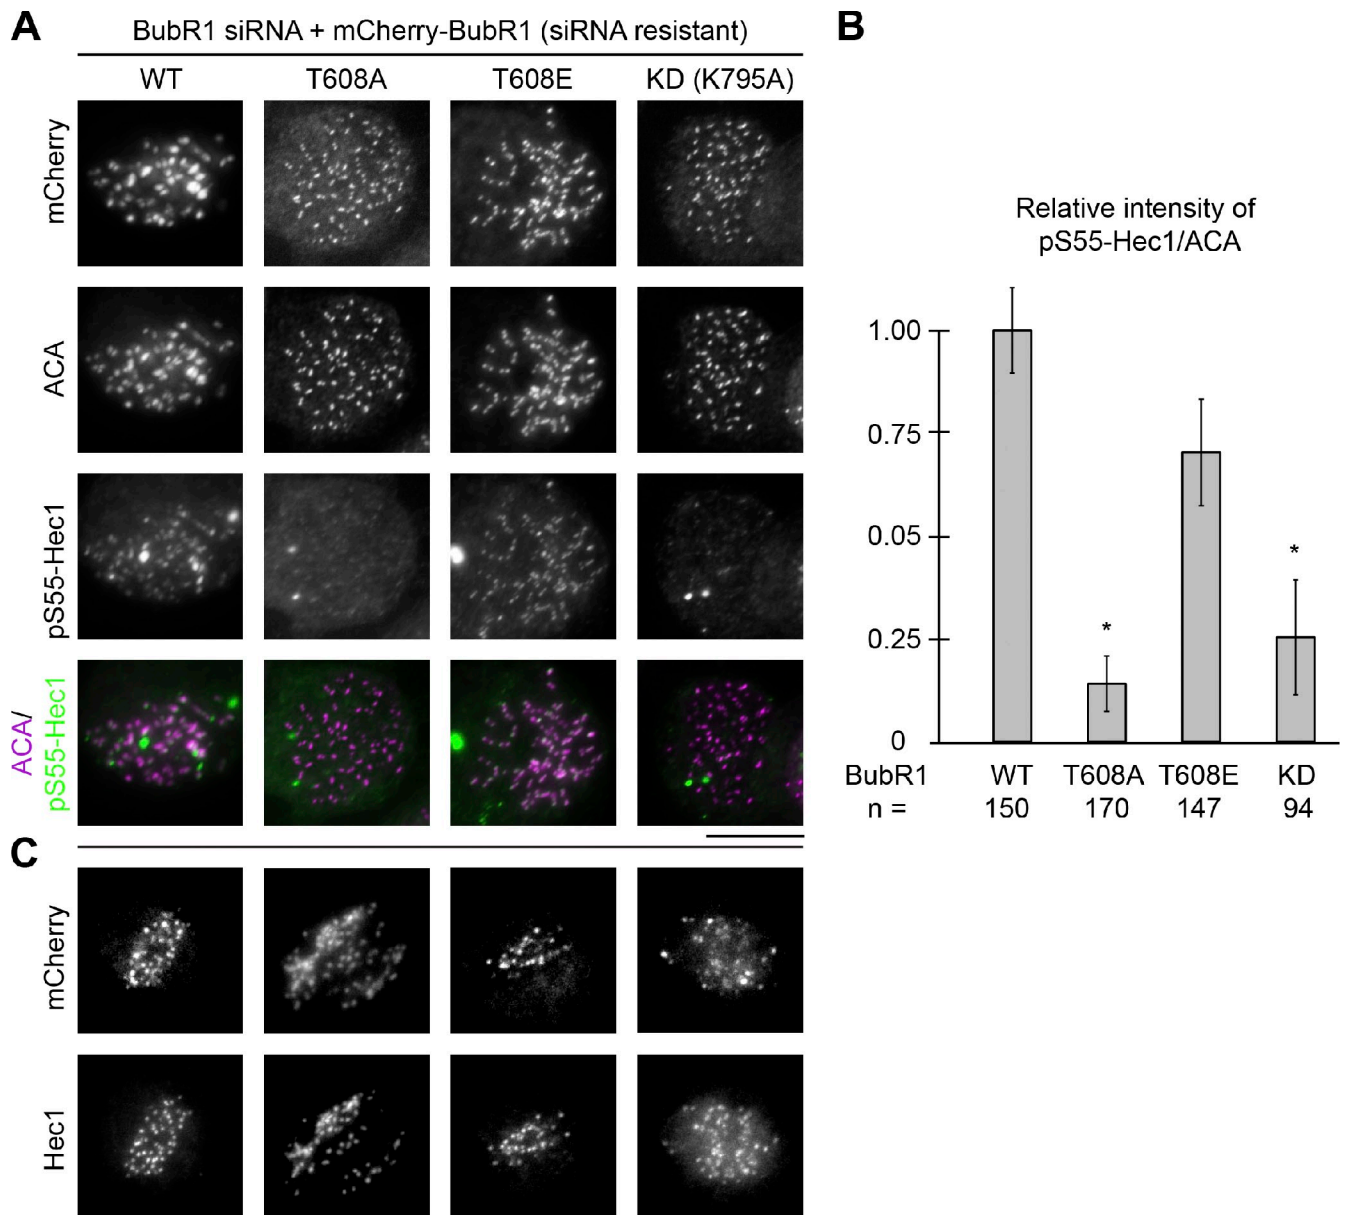 A
BubR1 siRNA + mCherry-BubR1 (siRNA resistant)
WT T608A T608E KD (K795A)
mCherry
ACA
pS55-Hec1
ACA/
pS55-Hec1
B
Relative intensity of
pS55-Hec1/ACA
1.00
0.75
0.05
0.25
0
*
*
BubR1 WT T608A T608E KD
n = 150 170 147 94
C
mCherry
Hec1